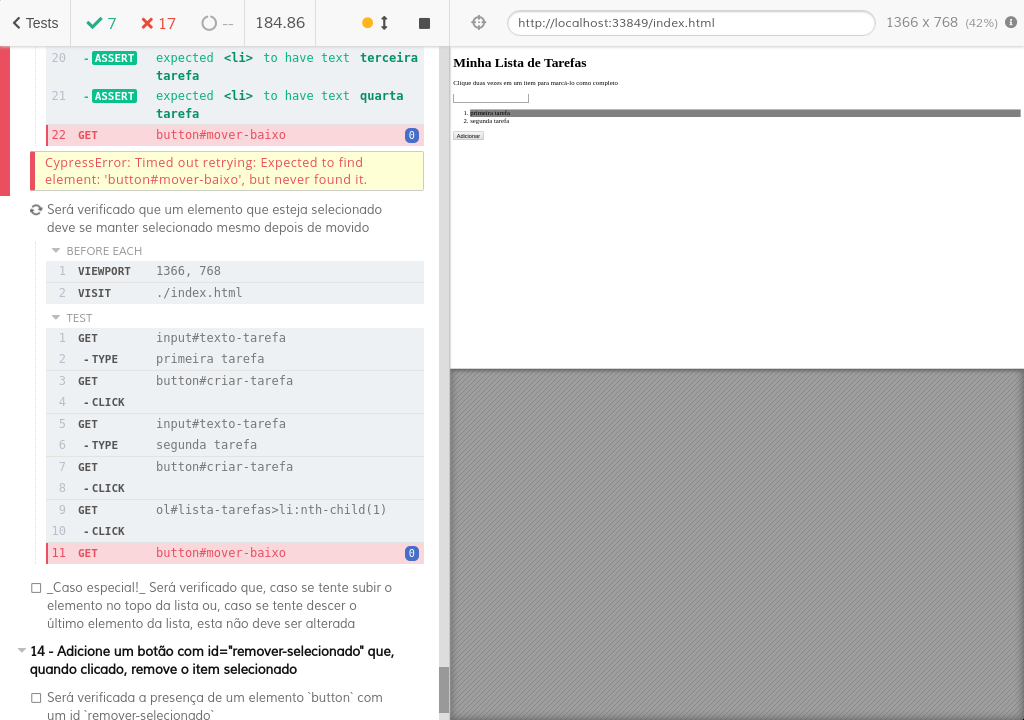 Tests
7
17
--
184.86
http://localhost:33849/index.html
1366 x 768 (42%)
20 - ASSERT expected <li> to have text terceira
tarefa
21 - ASSERT expected <li> to have text quarta
tarefa
22 GET button#mover-baixo 0
CypressError: Timed out retrying: Expected to find
element: 'button#mover-baixo', but never found it.
Será verificado que um elemento que esteja selecionado
deve se manter selecionado mesmo depois de movido
BEFORE EACH
1 VIEWPORT 1366, 768
2 VISIT ./index.html
TEST
1 GET input#texto-tarefa
2 - TYPE primeira tarefa
3 GET button#criar-tarefa
4 - CLICK
5 GET input#texto-tarefa
6 - TYPE segunda tarefa
7 GET button#criar-tarefa
8 - CLICK
9 GET ol#lista-tarefas>li:nth-child(1)
10 - CLICK
11 GET button#mover-baixo 0
_Caso especial!_ Será verificado que, caso se tente subir o
elemento no topo da lista ou, caso se tente descer o
último elemento da lista, esta não deve ser alterada
14 - Adicione um botão com id="remover-selecionado" que,
quando clicado, remove o item selecionado
Será verificada a presença de um elemento `button` com
um id `remover-selecionado`
Minha Lista de Tarefas
Clique duas vezes em um item para marcá-lo como completo
1. primeira tarefa
2. segunda tarefa
Adicionar